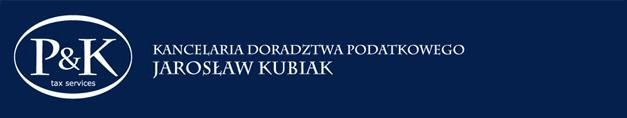 P&K
tax services
KANCELARIA DORADZTWA PODATKOWEGO
JAROSŁAW KUBIAK